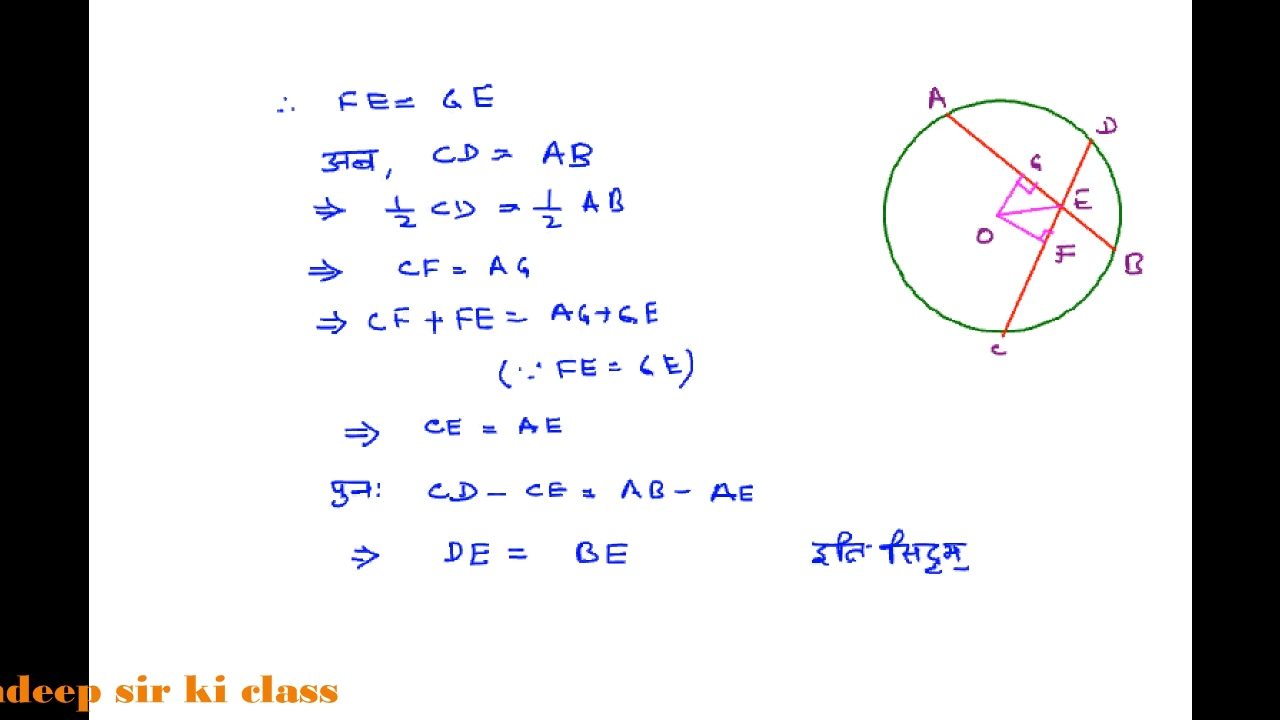 ∴ FE = GE
अब, CD = AB
⇒ 1/2 CD = 1/2 AB
⇒ CF = AG
⇒ CF + FE = AG + GE
(∵ FE = GE)
⇒ CE = AE
पुनः CD - CE = AB - AE
⇒ DE = BE इति सिद्धम्
A
D
G
E
O
F
B
C
deep sir ki class